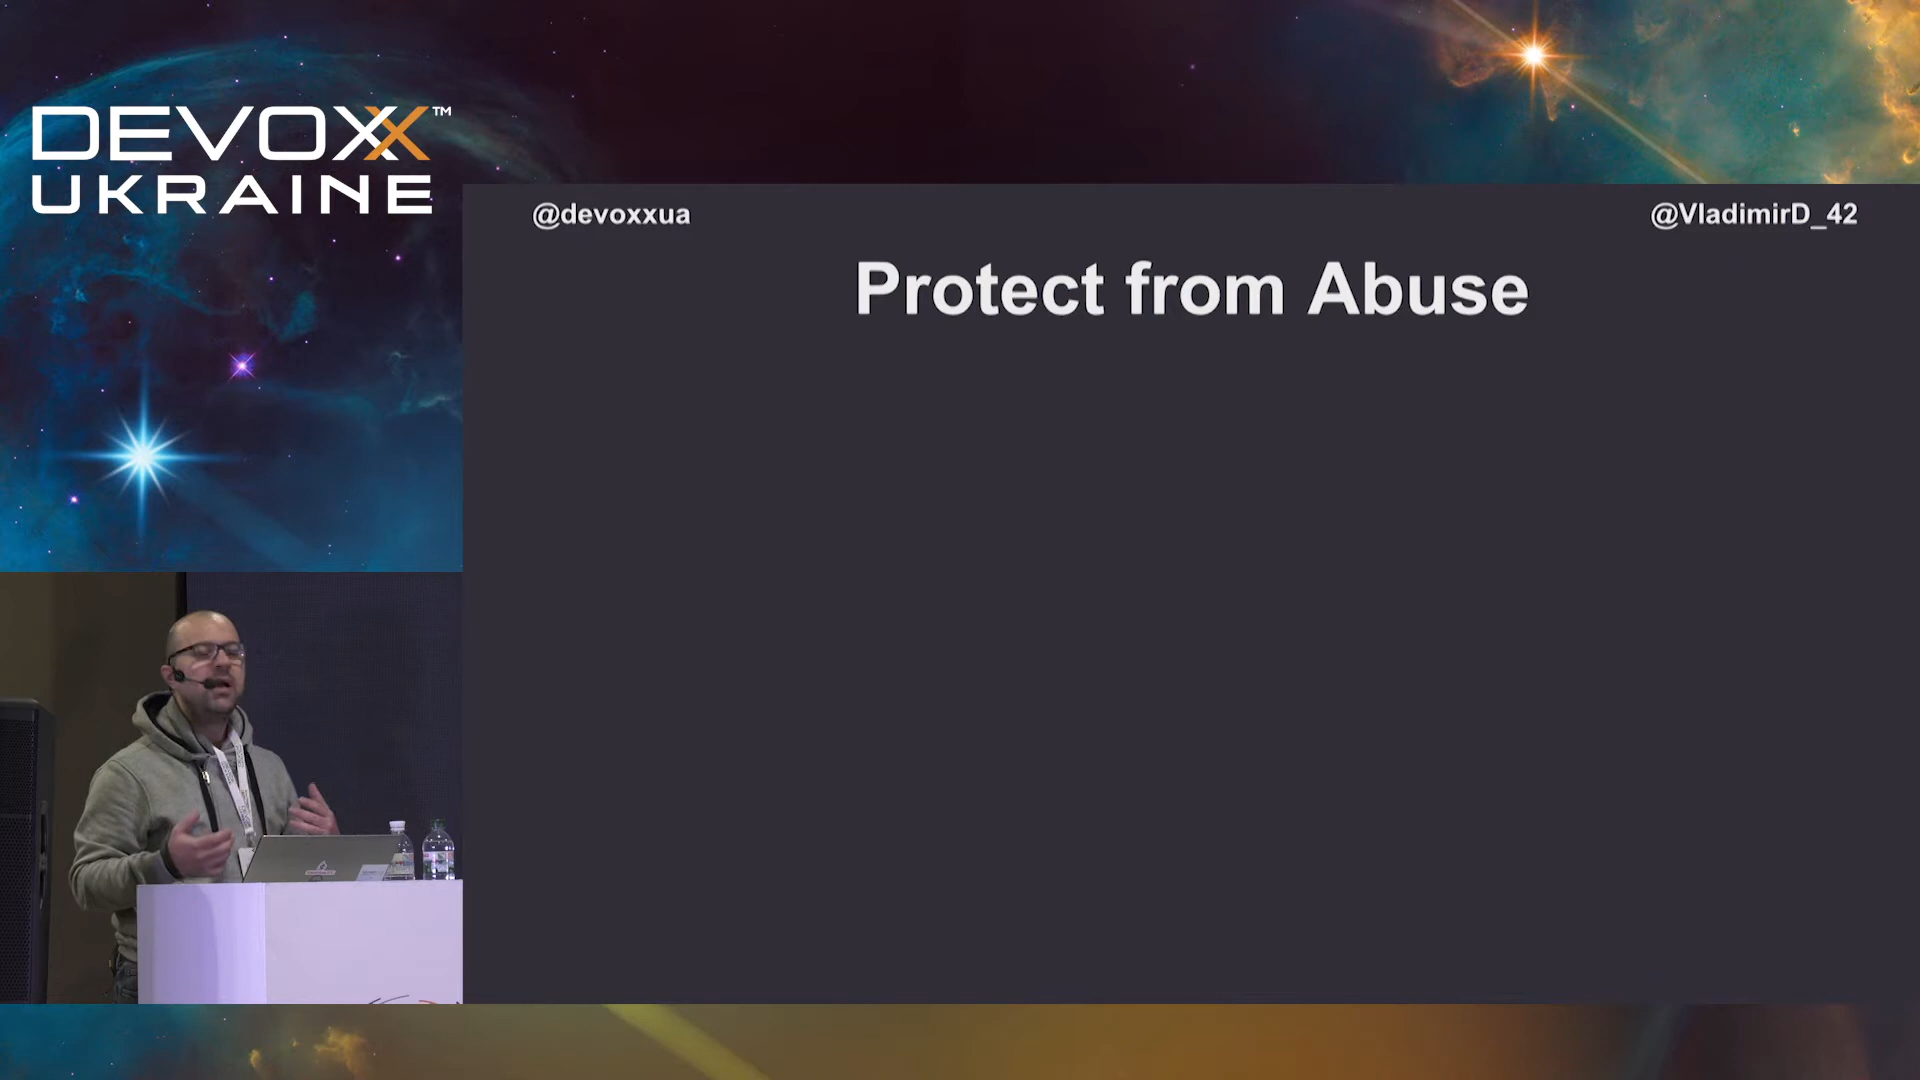 DEVOXX™
UKRAINE
@devoxxua
@VladimirD_42
Protect from Abuse